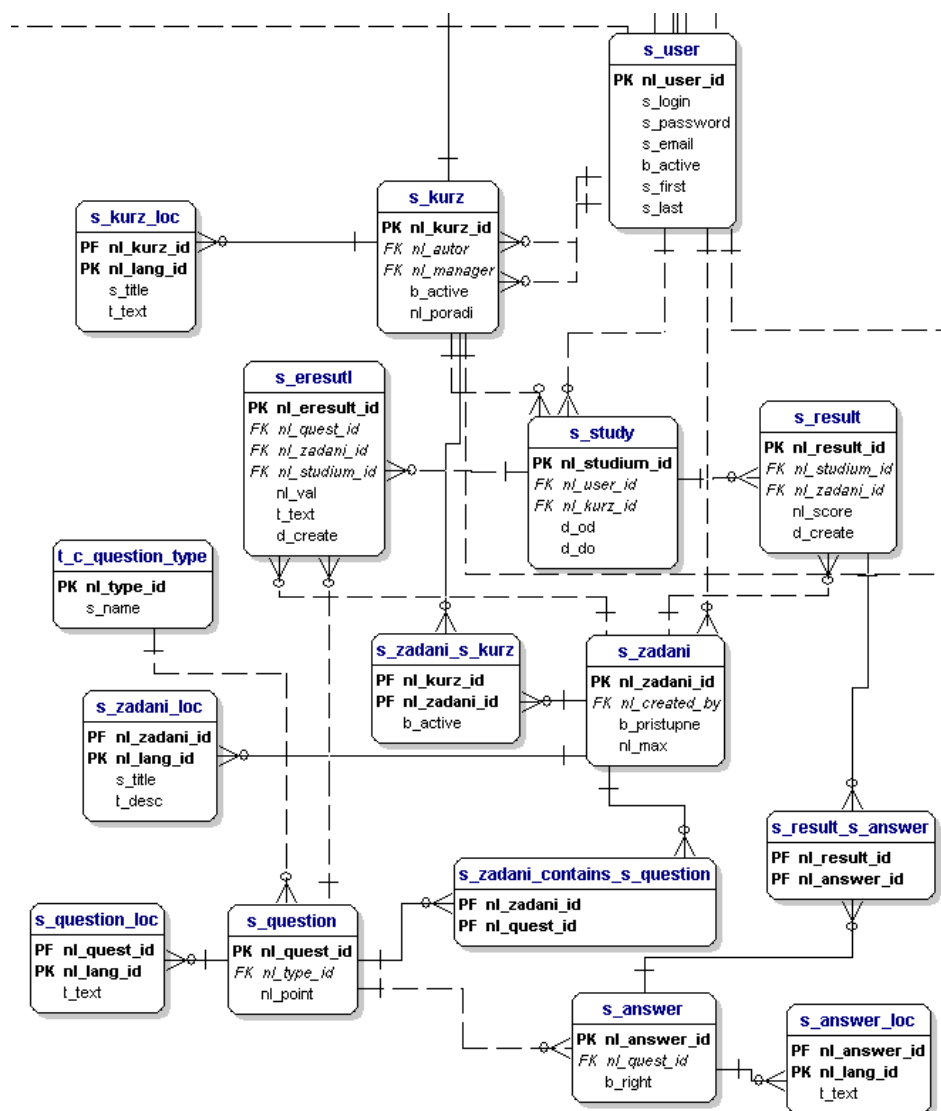 s_user
PK nl_user_id
s_login
s_password
s_email
b_active
s_first
s_last
s_kurz
PK nl_kurz_id
FK nl_autor
FK nl_manager
b_active
nl_poradi
s_kurz_loc
PF nl_kurz_id
PK nl_lang_id
s_title
t_text
s_eresutl
PK nl_eresult_id
FK nl_quest_id
FK nl_zadani_id
FK nl_studium_id
nl_val
t_text
d_create
s_study
PK nl_studium_id
FK nl_user_id
FK nl_kurz_id
d_od
d_do
s_result
PK nl_result_id
FK nl_studium_id
FK nl_zadani_id
nl_score
d_create
t_c_question_type
PK nl_type_id
s_name
s_zadani_s_kurz
PF nl_kurz_id
PF nl_zadani_id
b_active
s_zadani
PK nl_zadani_id
FK nl_created_by
b_pristupne
nl_max
s_zadani_loc
PF nl_zadani_id
PK nl_lang_id
s_title
t_desc
s_result_s_answer
PF nl_result_id
PF nl_answer_id
s_zadani_contains_s_question
PF nl_zadani_id
PF nl_quest_id
s_question_loc
PF nl_quest_id
PK nl_lang_id
t_text
s_question
PK nl_quest_id
FK nl_type_id
nl_point
s_answer
PK nl_answer_id
FK nl_quest_id
b_right
s_answer_loc
PF nl_answer_id
PK nl_lang_id
t_text